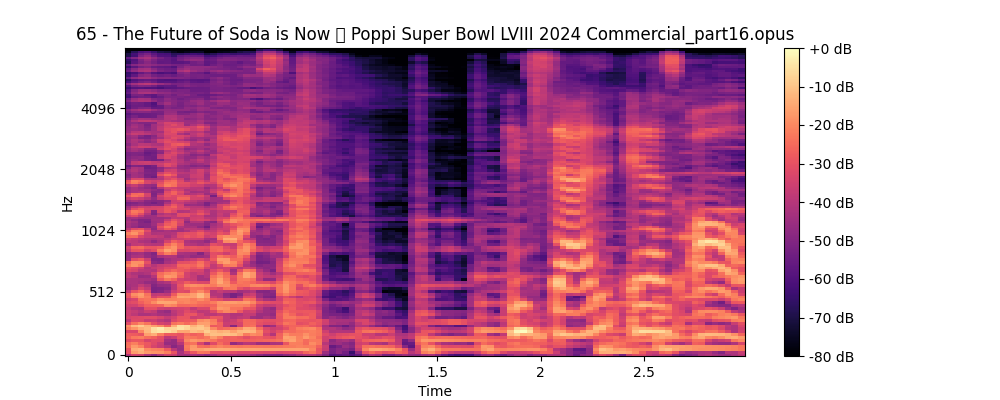 65 - The Future of Soda is Now  Poppi Super Bowl LVIII 2024 Commercial_part16.opus
Hz
4096
2048
1024
512
0
0 0.5 1 1.5 2 2.5
Time
+0 dB
-10 dB
-20 dB
-30 dB
-40 dB
-50 dB
-60 dB
-70 dB
-80 dB